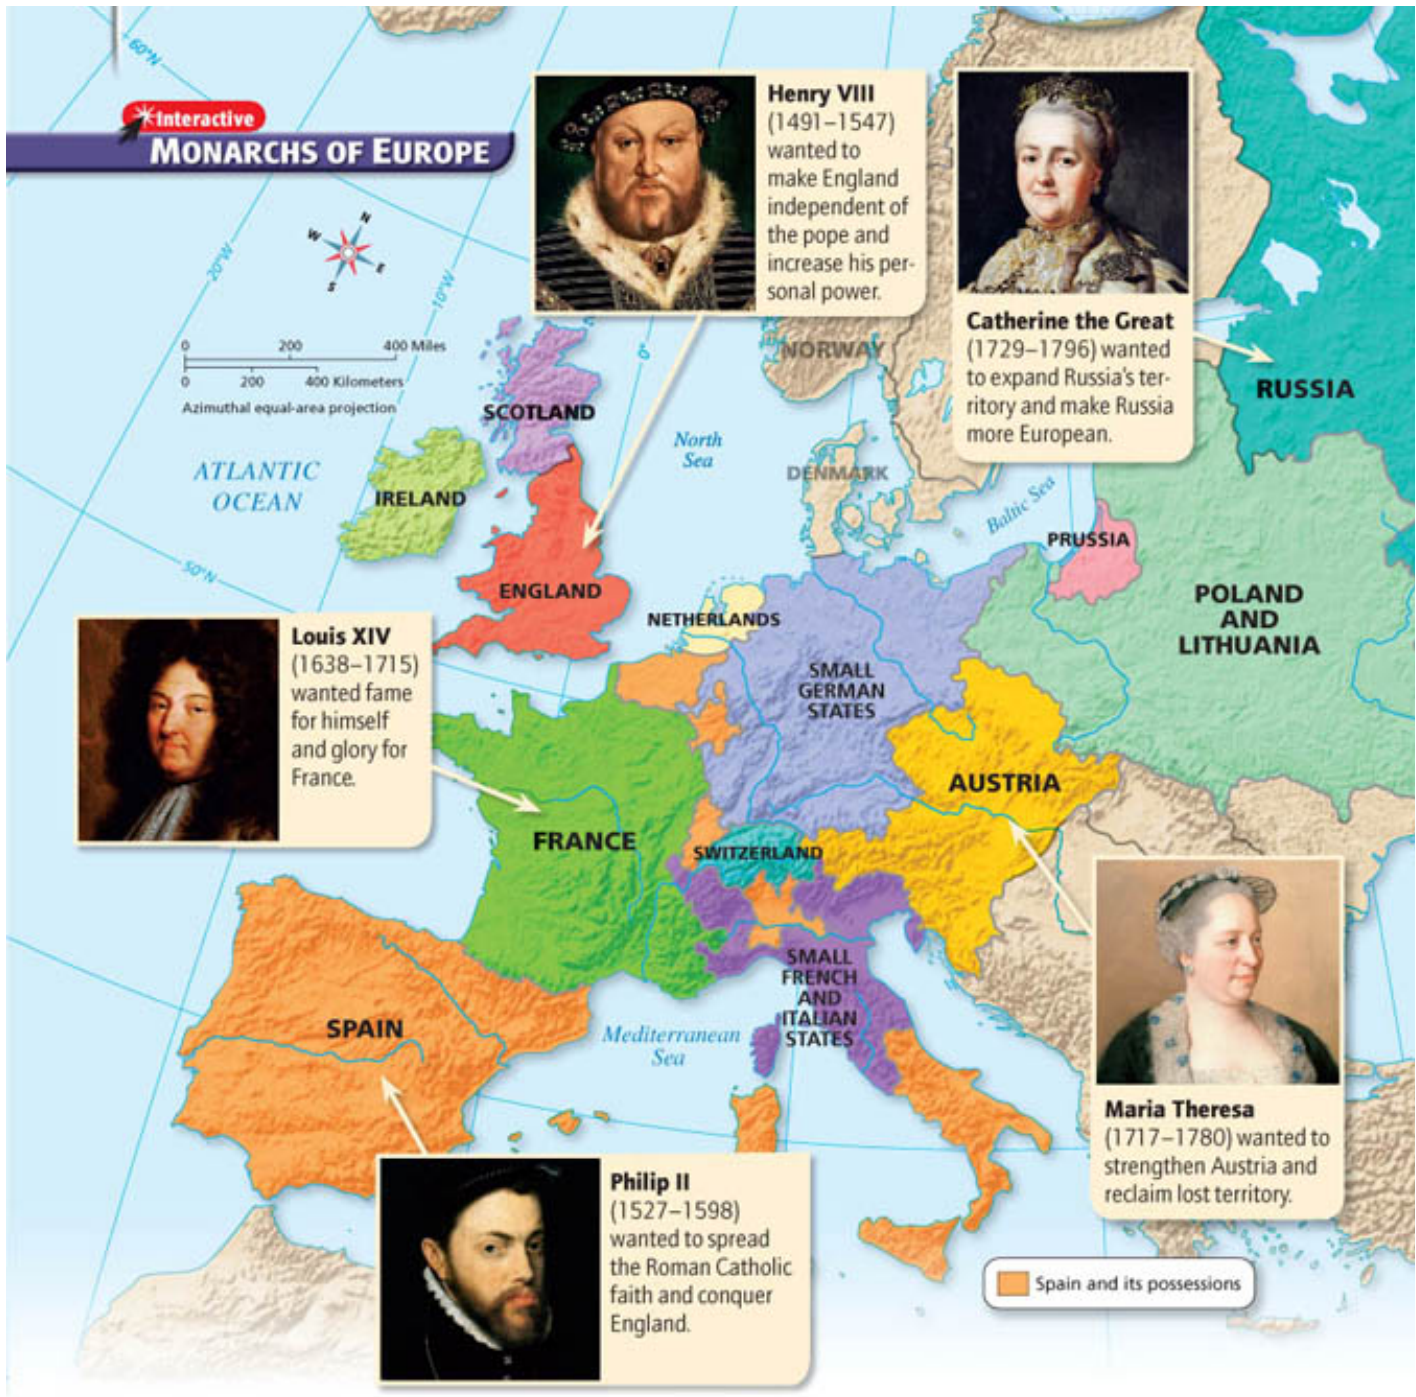 60°N
Interactive
MONARCHS OF EUROPE
20°W
10°W
0°
50°N
N
W
E
S
0 200 400 Miles
0 200 400 Kilometers
Azimuthal equal-area projection
Henry VIII
(1491–1547)
wanted to
make England
independent of
the pope and
increase his per-
sonal power.
Catherine the Great
(1729–1796) wanted
to expand Russia's ter-
ritory and make Russia
more European.
NORWAY
RUSSIA
SCOTLAND
North
Sea
ATLANTIC
OCEAN
IRELAND
DENMARK
Baltic Sea
PRUSSIA
ENGLAND
NETHERLANDS
POLAND
AND
LITHUANIA
Louis XIV
(1638–1715)
wanted fame
for himself
and glory for
France.
SMALL
GERMAN
STATES
AUSTRIA
FRANCE
SWITZERLAND
SMALL
FRENCH
AND
ITALIAN
STATES
SPAIN
Mediterranean
Sea
Maria Theresa
(1717–1780) wanted to
strengthen Austria and
reclaim lost territory.
Philip II
(1527–1598)
wanted to spread
the Roman Catholic
faith and conquer
England.
Spain and its possessions